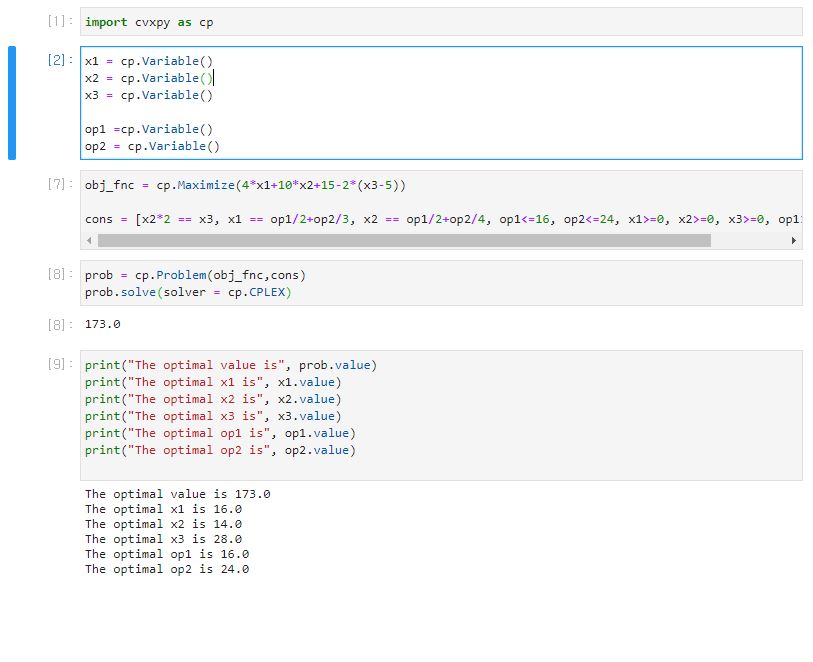 [1]: import cvxpy as cp
[2]: x1 = cp.Variable()
x2 = cp.Variable()
x3 = cp.Variable()
op1 =cp.Variable()
op2 = cp.Variable()
[7]: obj_fnc = cp.Maximize(4*x1+10*x2+15-2*(x3-5))
cons = [x2*2 == x3, x1 == op1/2+op2/3, x2 == op1/2+op2/4, op1<=16, op2<=24, x1>=0, x2>=0, x3>=0, op1
[8]: prob = cp.Problem(obj_fnc,cons)
prob.solve(solver = cp.CPLEX)
[8]: 173.0
[9]: print("The optimal value is", prob.value)
print("The optimal x1 is", x1.value)
print("The optimal x2 is", x2.value)
print("The optimal x3 is", x3.value)
print("The optimal op1 is", op1.value)
print("The optimal op2 is", op2.value)
The optimal value is 173.0
The optimal x1 is 16.0
The optimal x2 is 14.0
The optimal x3 is 28.0
The optimal op1 is 16.0
The optimal op2 is 24.0